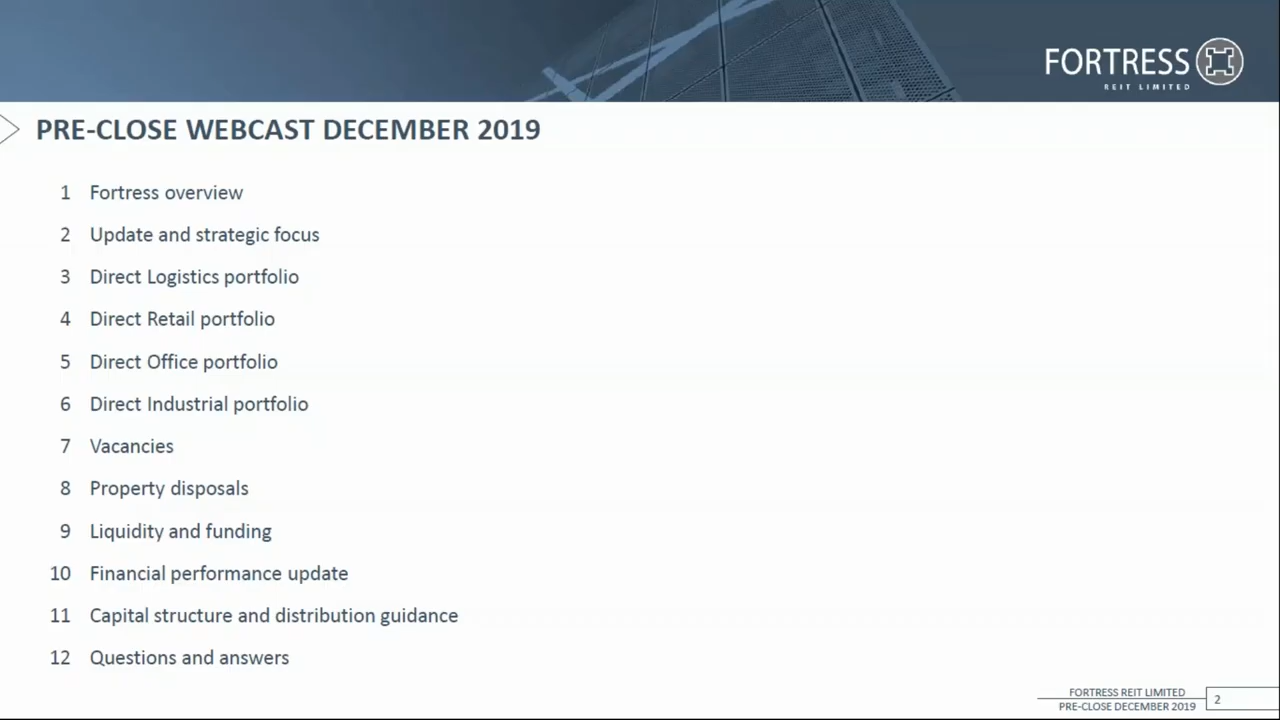 FORTRESS
REIT LIMITED
PRE-CLOSE WEBCAST DECEMBER 2019
1 Fortress overview
2 Update and strategic focus
3 Direct Logistics portfolio
4 Direct Retail portfolio
5 Direct Office portfolio
6 Direct Industrial portfolio
7 Vacancies
8 Property disposals
9 Liquidity and funding
10 Financial performance update
11 Capital structure and distribution guidance
12 Questions and answers
FORTRESS REIT LIMITED
PRE-CLOSE DECEMBER 2019
2